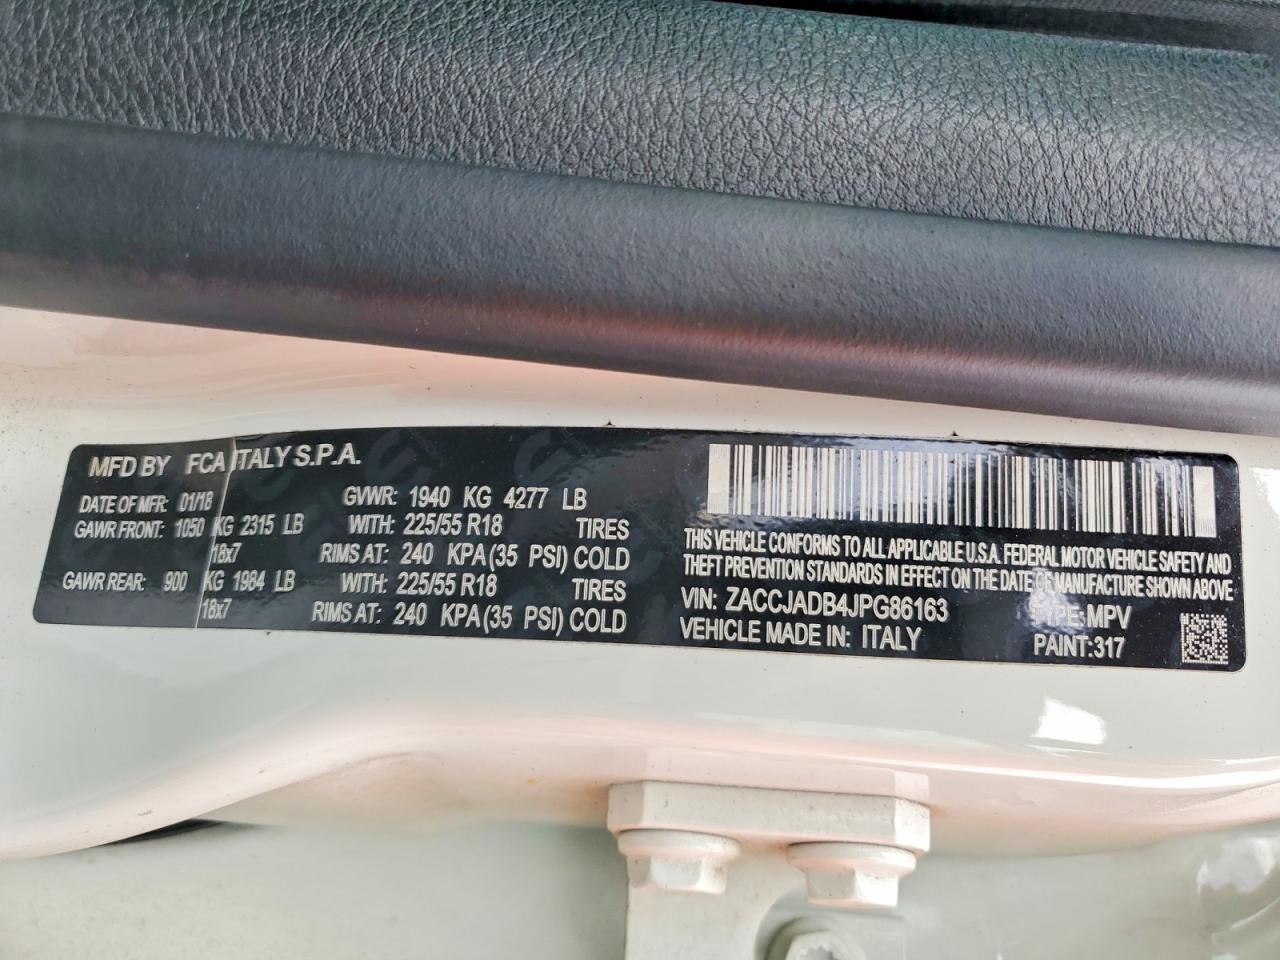 MFD BY FCA ITALY S.P.A.
DATE OF MFR: 01/18 GVWR: 1940 KG 4277 LB
GAWR FRONT: 1050 KG 2315 LB WITH: 225/55 R18 TIRES
18x7 RIMS AT: 240 KPA(35 PSI) COLD
GAWR REAR: 900 KG 1984 LB WITH: 225/55 R18 TIRES
18x7 RIMS AT: 240 KPA(35 PSI) COLD
THIS VEHICLE CONFORMS TO ALL APPLICABLE U.S.A. FEDERAL MOTOR VEHICLE SAFETY AND
THEFT PREVENTION STANDARDS IN EFFECT ON THE DATE OF MANUFACTURE SHOWN ABOVE
VIN: ZACCJADB4JPG86163 TYPE: MPV
VEHICLE MADE IN: ITALY PAINT:317